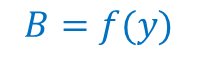 B = f(y)